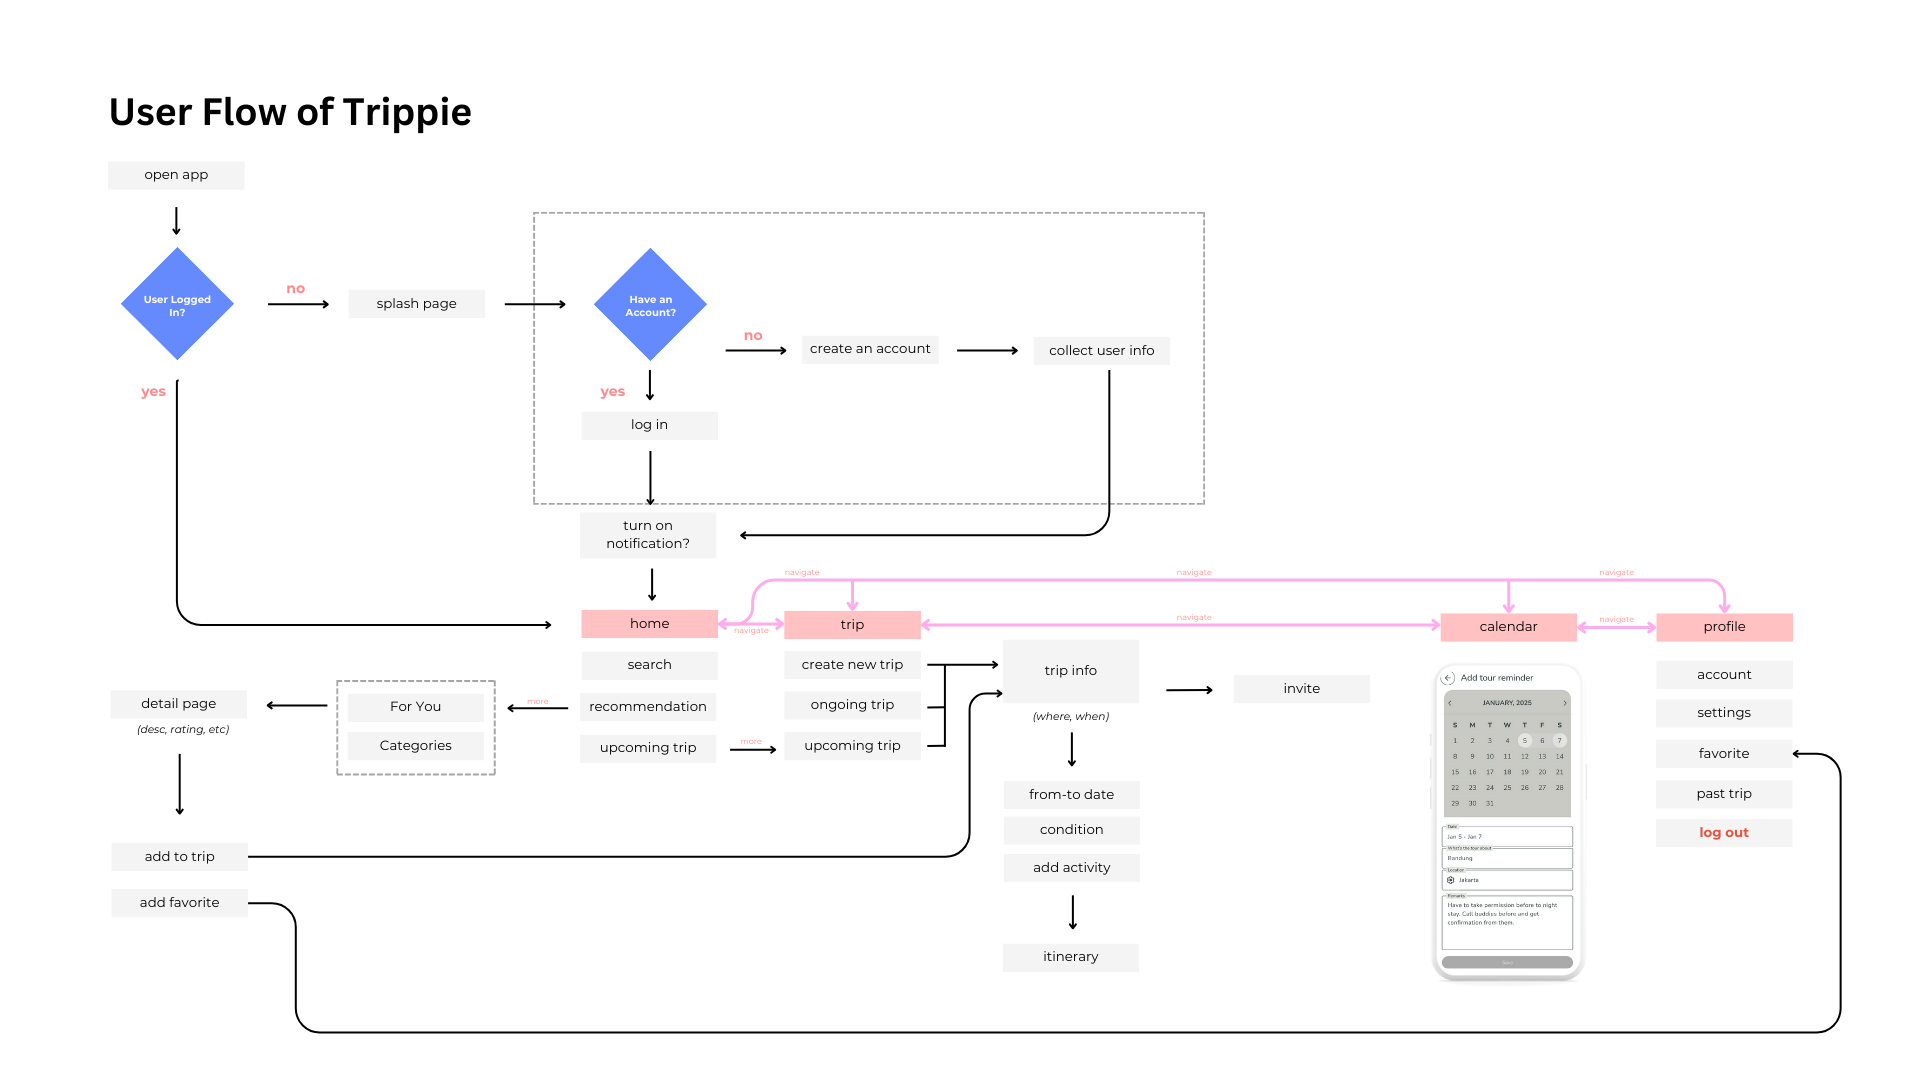 User Flow of Trippie
open app
User Logged
In?
no
splash page
Have an
Account?
no
create an account
collect user info
yes
yes
log in
turn on
notification?
navigate
navigate
navigate
home
navigate
trip
navigate
calendar
navigate
profile
search
recommendation
upcoming trip
more
more
For You
Categories
detail page
(desc, rating, etc)
add to trip
add favorite
create new trip
ongoing trip
upcoming trip
trip info
(where, when)
invite
from-to date
condition
add activity
itinerary
Add tour reminder
JANUARY, 2025
S M T W T F S
1 2 3 4 5 6 7
8 9 10 11 12 13 14
15 16 17 18 19 20 21
22 23 24 25 26 27 28
29 30 31
Date
Jan 5 - Jan 7
What's the tour about
Bandung
Location
Jakarta
Remarks
Have to take permission before to night
stay. Call buddies before and get
confirmation from them.
account
settings
favorite
past trip
log out